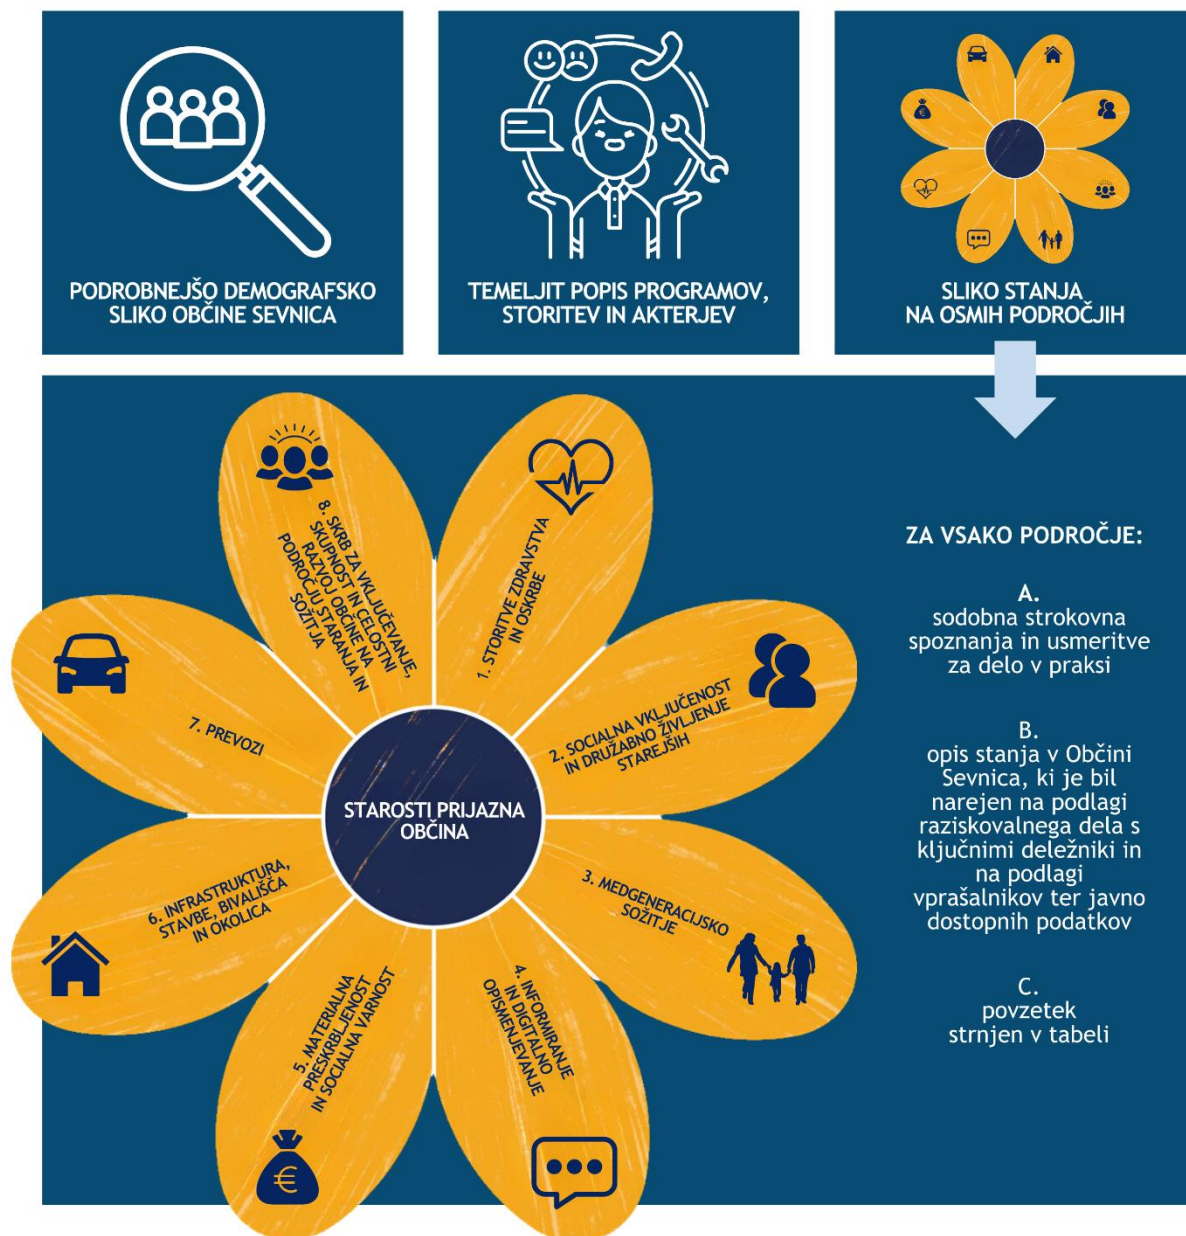 PODROBNEJŠO DEMOGRAFSKO
SLIKO OBČINE SEVNICA
TEMELJIT POPIS PROGRAMOV,
STORITEV IN AKTERJEV
€
SLIKO STANJA
NA OSMIH PODROČJIH
STAROSTI PRIJAZNA
OBČINA
1. STORITVE ZDRAVSTVA
IN OSKRBE
2. SOCIALNA VKLJUČENOST
IN DRUŽABNO ŽIVLJENJE
STAREJŠIH
3. MEDGENERACIJSKO
SOŽITJE
4. INFORMIRANJE
IN DIGITALNO
OPISMENJEVANJE
5. MATERIALNA
PRESKRBLJENOST
IN SOCIALNA VARNOST
€
6. INFRASTRUKTURA,
STAVBE, BIVALIŠČA
IN OKOLICA
7. PREVOZI
8. SKRB ZA VKLJUČEVANJE,
SKUPNOST IN CELOSTNI
RAZVOJ OBČINE NA
PODROČJU STARANJA IN
SOŽITJA
ZA VSAKO PODROČJE:
A.
sodobna strokovna
spoznanja in usmeritve
za delo v praksi
B.
opis stanja v Občini
Sevnica, ki je bil
narejen na podlagi
raziskovalnega dela s
ključnimi deležniki in
na podlagi
vprašalnikov ter javno
dostopnih podatkov
C.
povzetek
strnjen v tabeli